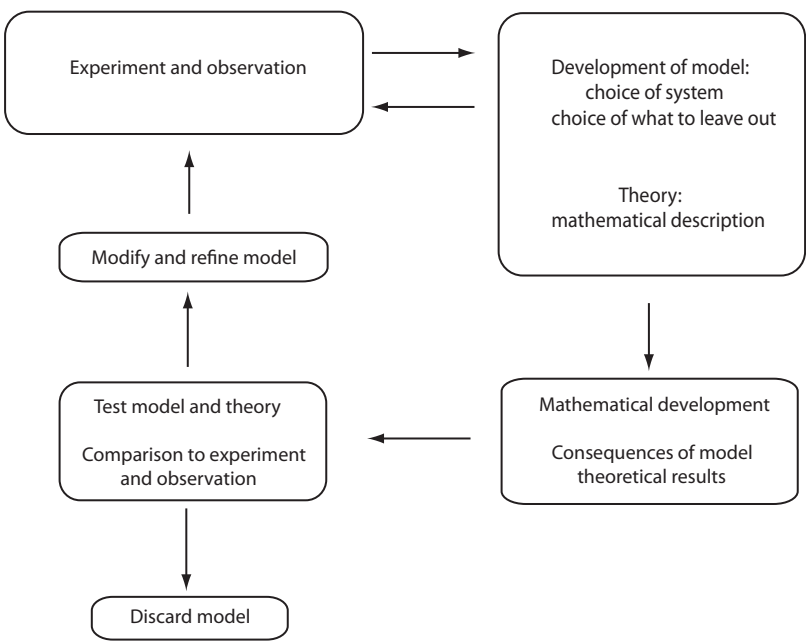 Experiment and observation
Development of model:
choice of system
choice of what to leave out
Theory:
mathematical description
Modify and refine model
Test model and theory
Comparison to experiment
and observation
Mathematical development
Consequences of model
theoretical results
Discard model